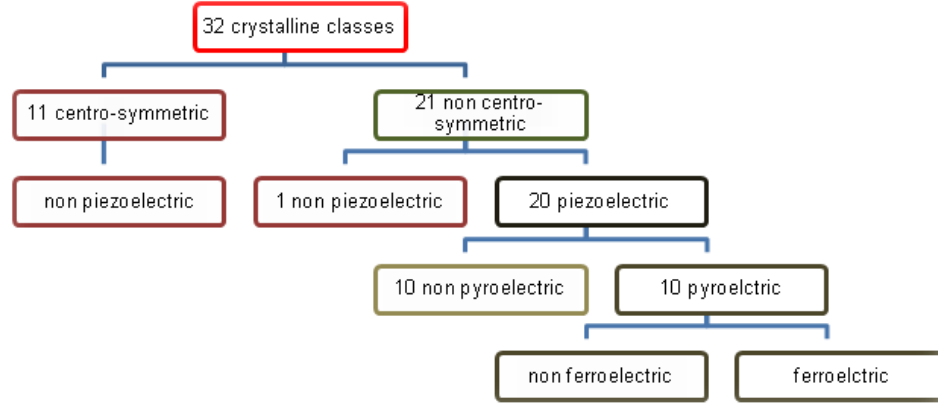 32 crystalline classes
11 centro-symmetric
21 non centro-
symmetric
non piezoelectric
1 non piezoelectric
20 piezoelectric
10 non pyroelectric
10 pyroelctric
non ferroelectric
ferroelctric